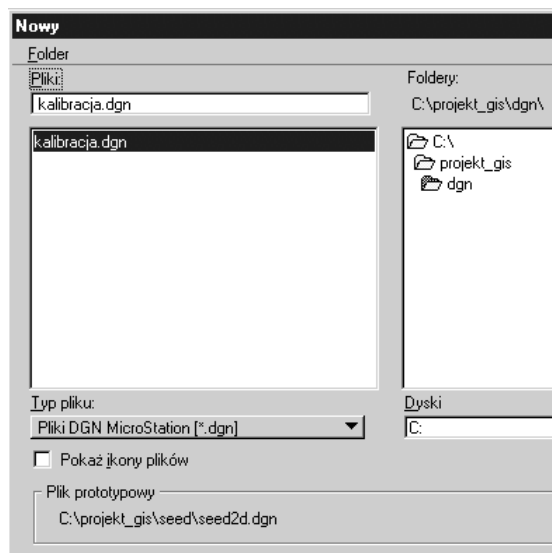 Nowy
Folder
Pliki:
Foldery:
kalibracja.dgn
C:\projekt_gis\dgn\
kalibracja.dgn
C:\
projekt_gis
dgn
Typ pliku:
Dyski
Pliki DGN MicroStation [*.dgn]
C:
Pokaż ikony plików
Plik prototypowy
C:\projekt_gis\seed\seed2d.dgn